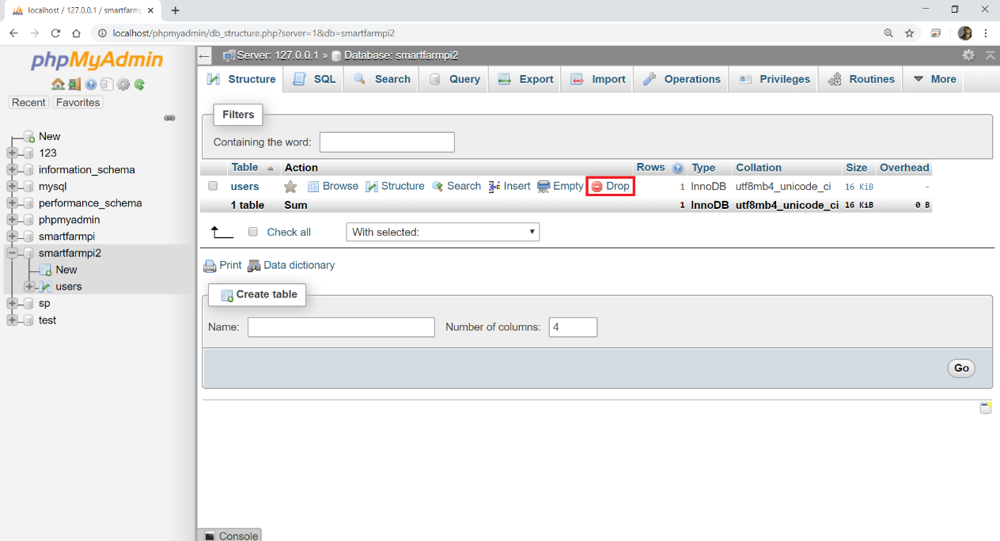 localhost / 127.0.0.1 / smartfarmp
localhost/phpmyadmin/db_structure.php?server=1&db=smartfarmpi2
phpMyAdmin
Recent Favorites
New
123
information_schema
mysql
performance_schema
phpmyadmin
smartfarmpi
smartfarmpi2
New
users
sp
test
Server: 127.0.0.1 » Database: smartfarmpi2
Structure SQL Search Query Export Import Operations Privileges Routines More
Filters
Containing the word:
Table Action Rows Type Collation Size Overhead
users Browse Structure Search Insert Empty Drop 1 InnoDB utf8mb4_unicode_ci 16 KiB -
1 table Sum 1 InnoDB utf8mb4_unicode_ci 16 KiB 0 B
Check all With selected:
Print Data dictionary
Create table
Name: Number of columns: 4
Go
Console